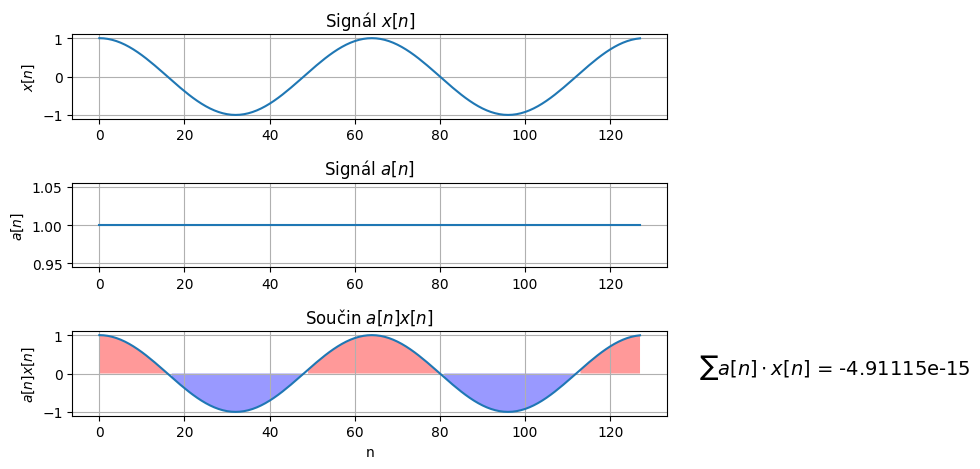 Signál x[n]
x[n]
1
0
−1
0 20 40 60 80 100 120
Signál a[n]
a[n]
1.05
1.00
0.95
0 20 40 60 80 100 120
Součin a[n]x[n]
a[n]x[n]
1
0
−1
0 20 40 60 80 100 120
n
∑a[n] · x[n] = -4.91115e-15